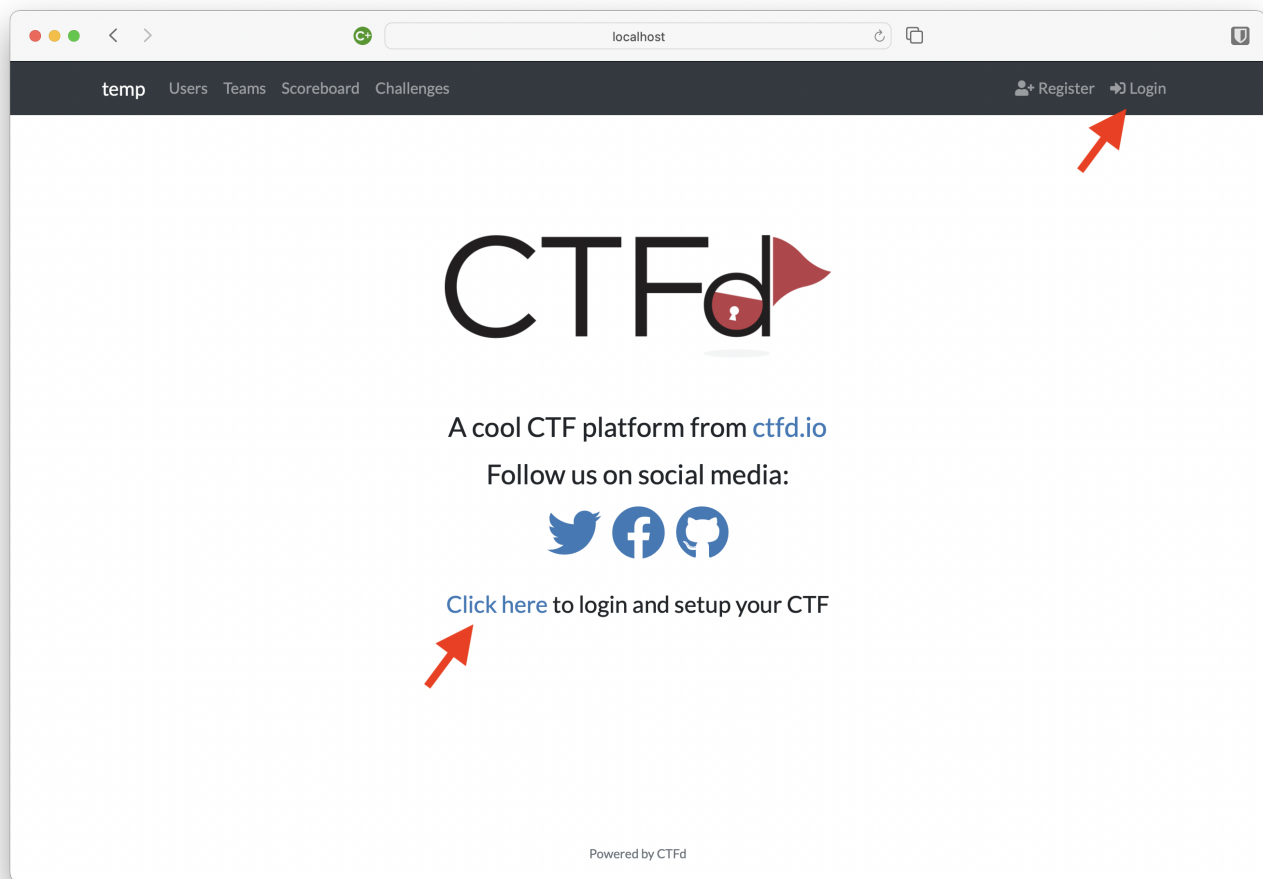 localhost
temp Users Teams Scoreboard Challenges Register Login
CTFd
A cool CTF platform from ctfd.io
Follow us on social media:
Click here to login and setup your CTF
Powered by CTFd